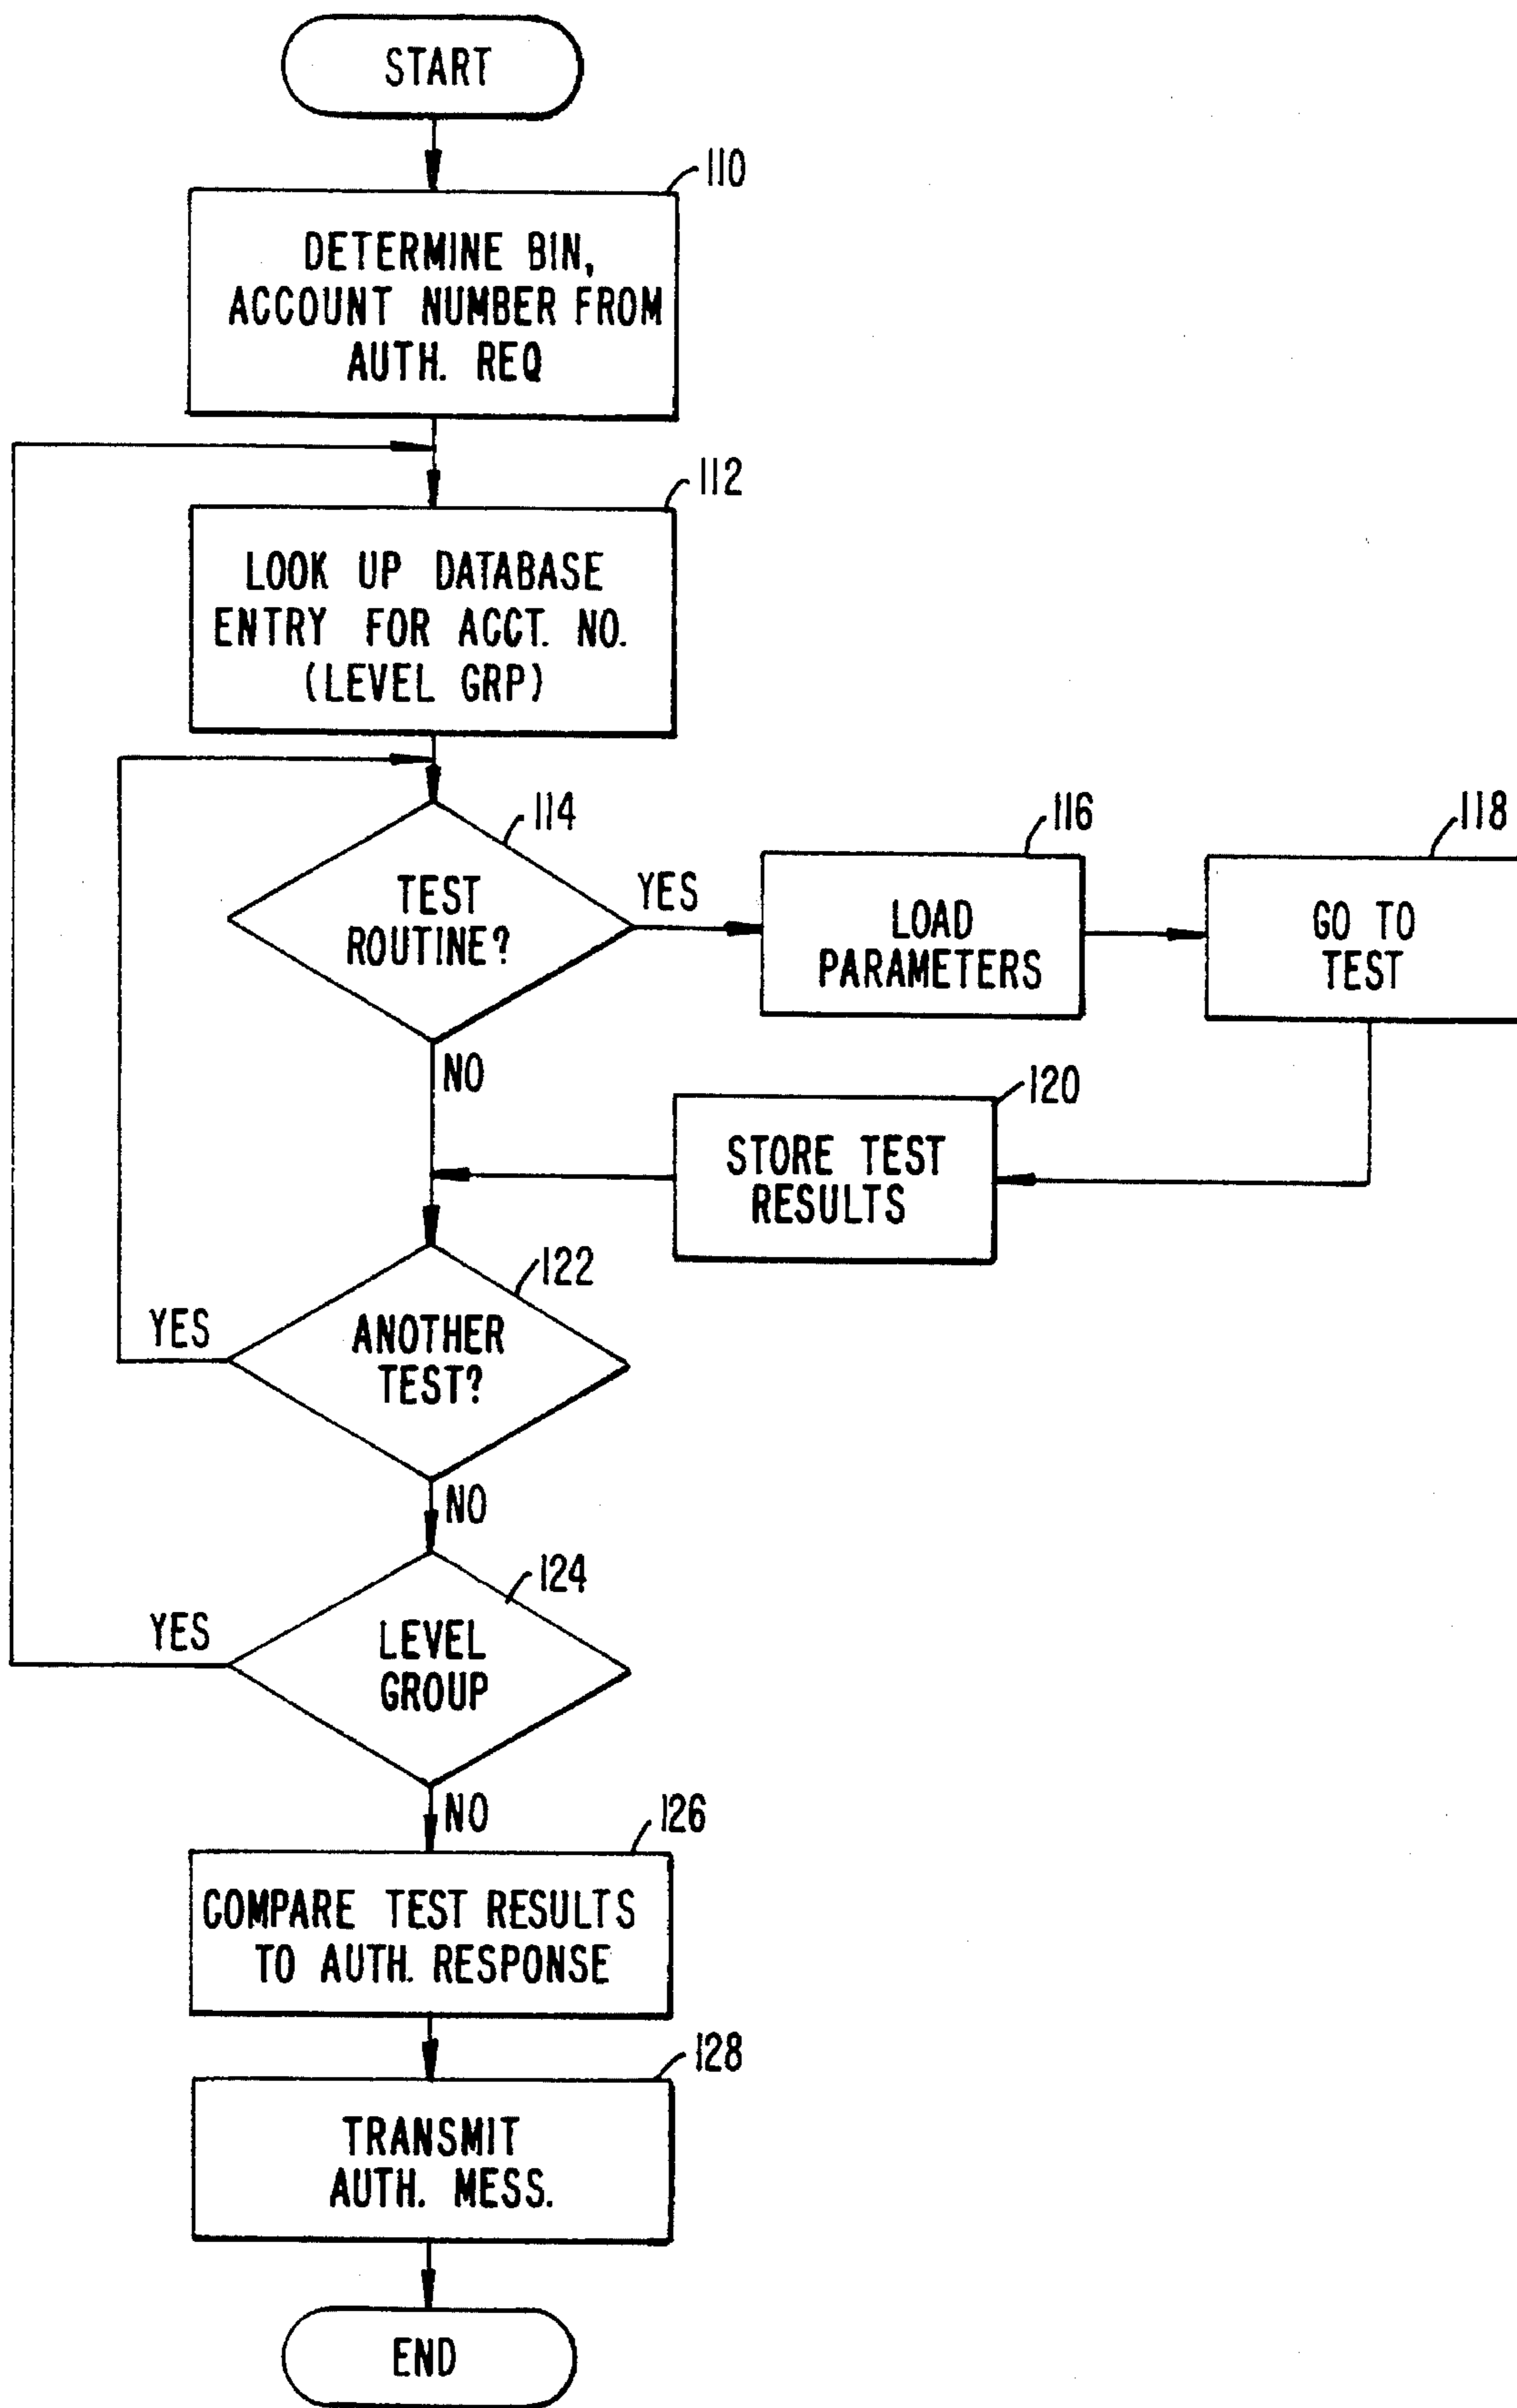 START
110
DETERMINE BIN,
ACCOUNT NUMBER FROM
AUTH. REQ
112
LOOK UP DATABASE
ENTRY FOR ACCT. NO.
(LEVEL GRP)
114
TEST
ROUTINE?
YES
116
LOAD
PARAMETERS
118
GO TO
TEST
NO
120
STORE TEST
RESULTS
122
ANOTHER
TEST?
YES
NO
124
LEVEL
GROUP
YES
NO
126
COMPARE TEST RESULTS
TO AUTH. RESPONSE
128
TRANSMIT
AUTH. MESS.
END